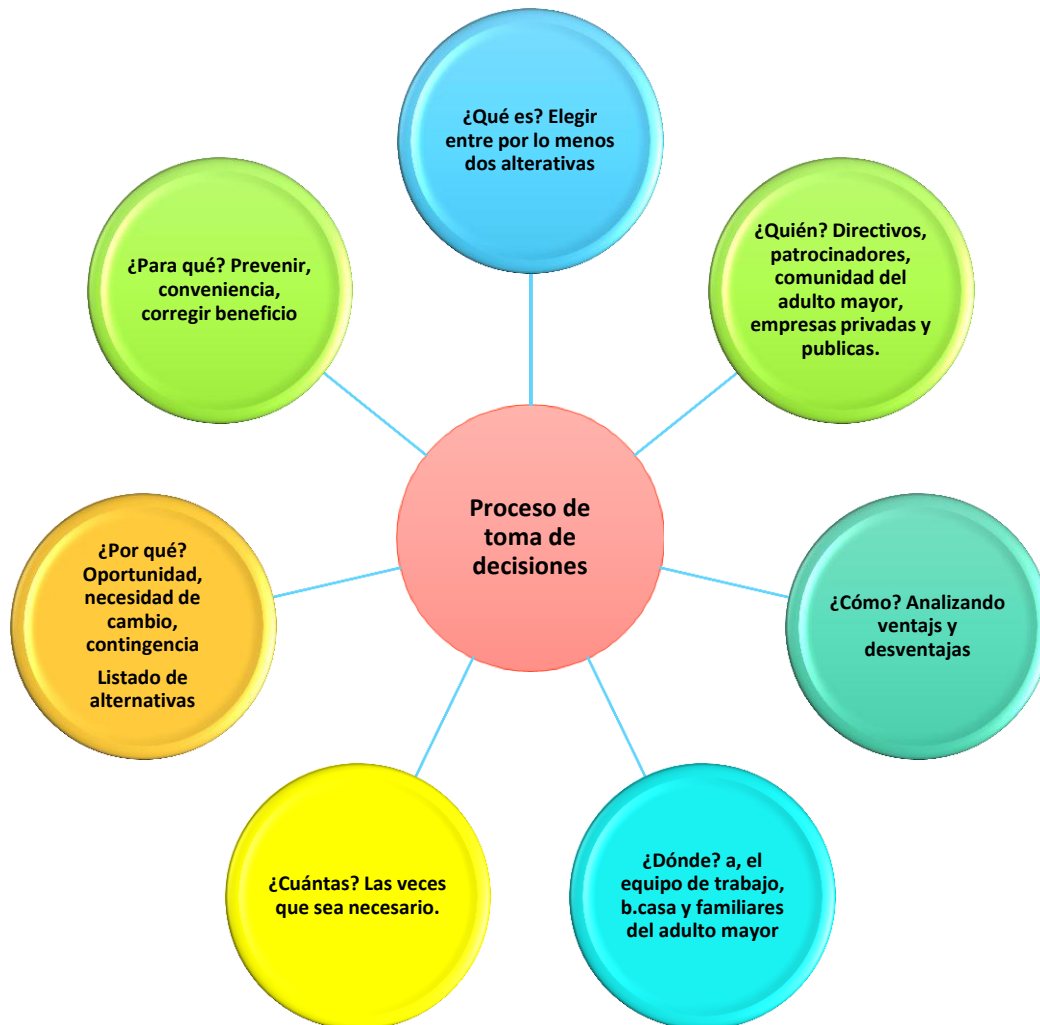 ¿Qué es? Elegir
entre por lo menos
dos alterativas
¿Quién? Directivos,
patrocinadores,
comunidad del
adulto mayor,
empresas privadas y
publicas.
¿Cómo? Analizando
ventajs y
desventajas
¿Dónde? a, el
equipo de trabajo,
b.casa y familiares
del adulto mayor
¿Cuántas? Las veces
que sea necesario.
¿Por qué?
Oportunidad,
necesidad de
cambio,
contingencia
Listado de
alternativas
¿Para qué? Prevenir,
conveniencia,
corregir beneficio
Proceso de
toma de
decisiones